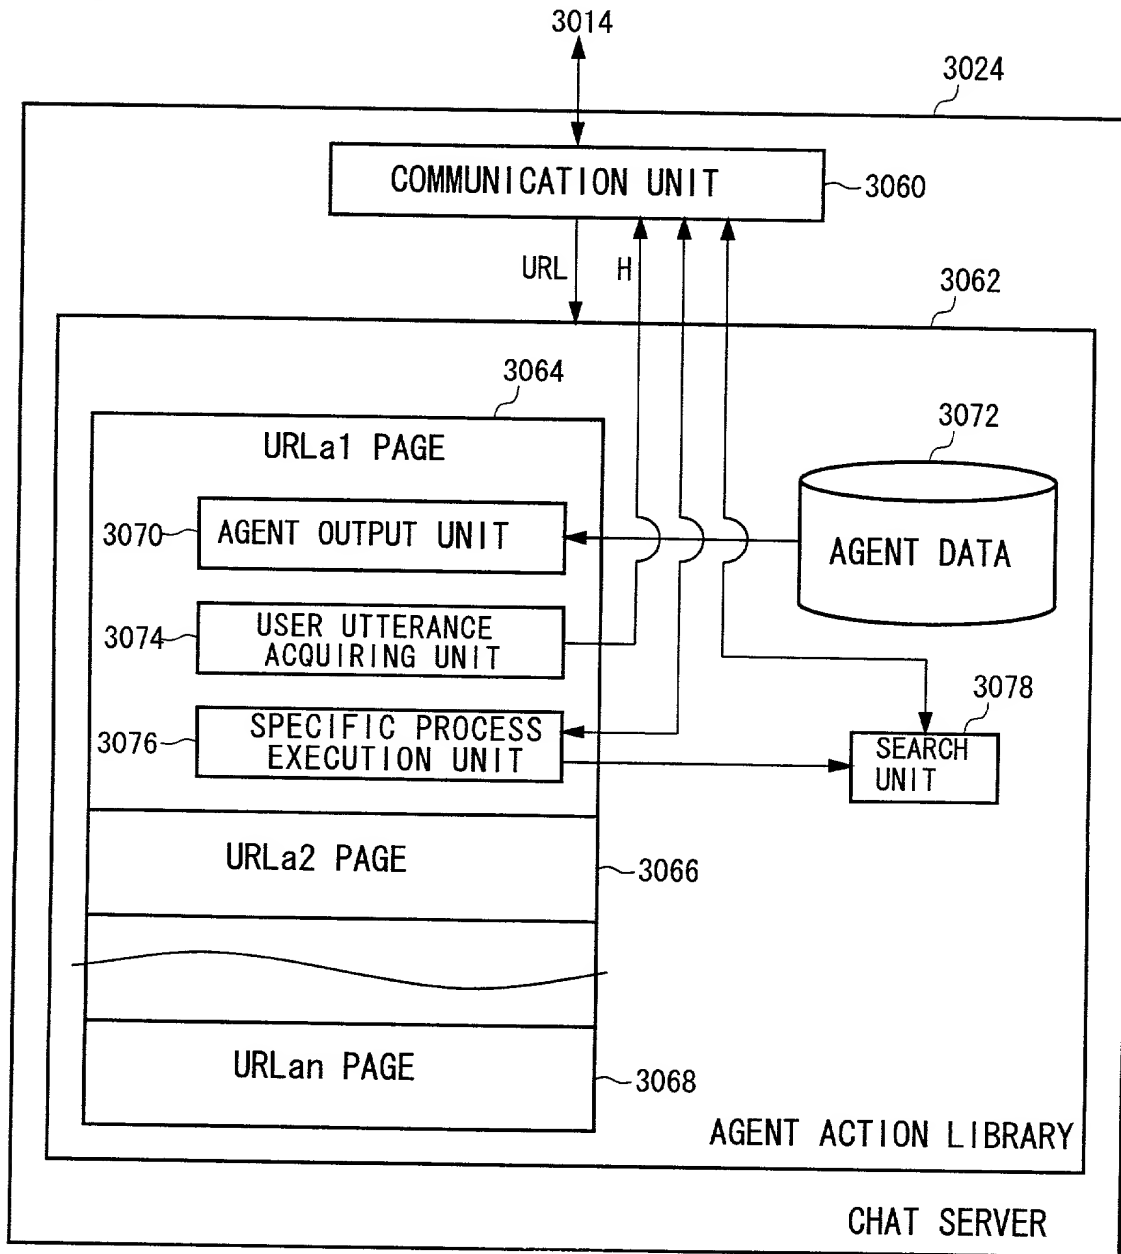 3014
3024
COMMUNICATION UNIT
3060
URL
H
3062
3064
URLa1 PAGE
3072
3070
AGENT OUTPUT UNIT
AGENT DATA
3074
USER UTTERANCE
ACQUIRING UNIT
3078
3076
SPECIFIC PROCESS
EXECUTION UNIT
SEARCH
UNIT
URLa2 PAGE
3066
URLan PAGE
3068
AGENT ACTION LIBRARY
CHAT SERVER